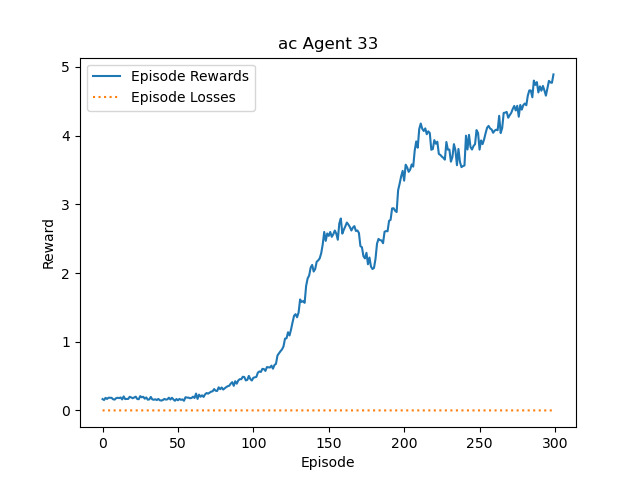 ac Agent 33
Episode Rewards
Episode Losses
Reward
5
4
3
2
1
0
0 50 100 150 200 250 300
Episode